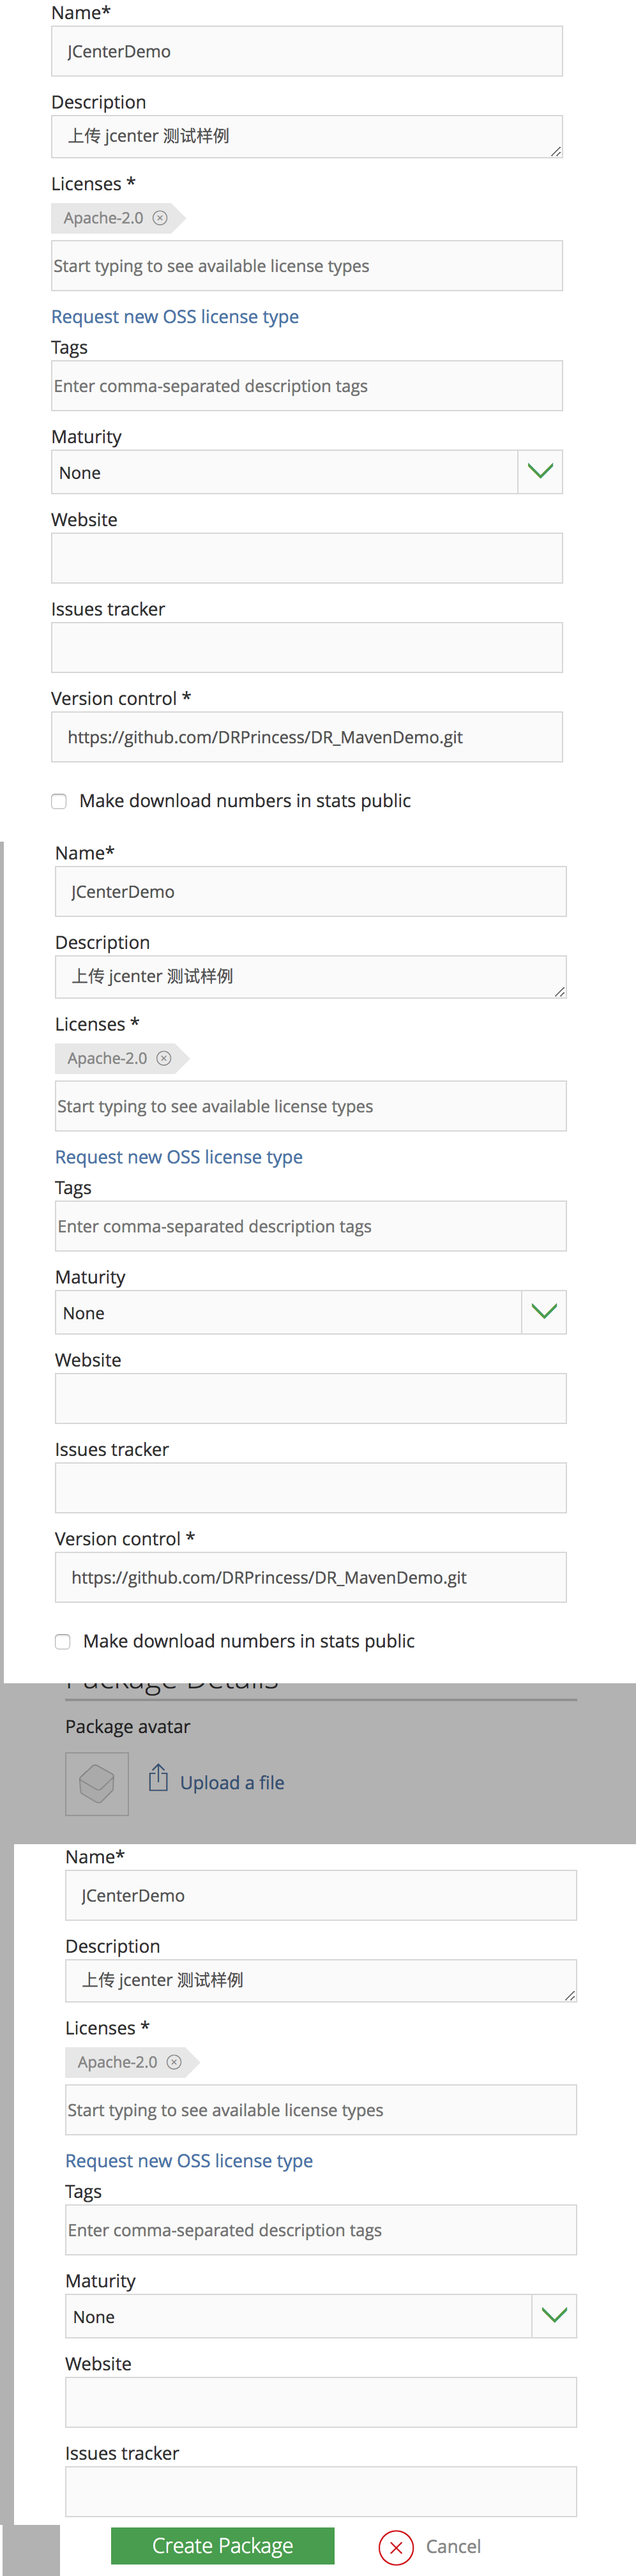 Name*
JCenterDemo
Description
上传 jcenter 测试样例
Licenses *
Apache-2.0
Start typing to see available license types
Request new OSS license type
Tags
Enter comma-separated description tags
Maturity
None
Website
Issues tracker
Version control *
https://github.com/DRPrincess/DR_MavenDemo.git
Make download numbers in stats public
Name*
JCenterDemo
Description
上传 jcenter 测试样例
Licenses *
Apache-2.0
Start typing to see available license types
Request new OSS license type
Tags
Enter comma-separated description tags
Maturity
None
Website
Issues tracker
Version control *
https://github.com/DRPrincess/DR_MavenDemo.git
Make download numbers in stats public
Package Details
Package avatar
Upload a file
Name*
JCenterDemo
Description
上传 jcenter 测试样例
Licenses *
Apache-2.0
Start typing to see available license types
Request new OSS license type
Tags
Enter comma-separated description tags
Maturity
None
Website
Issues tracker
Create Package
Cancel